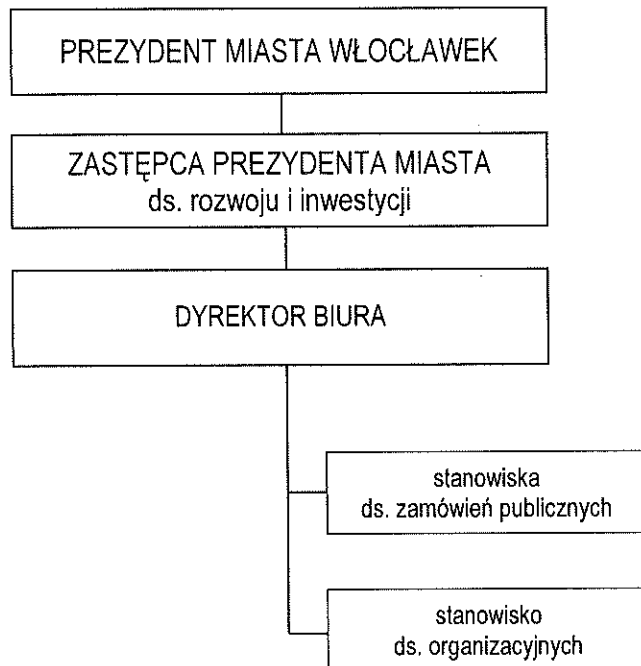 PREZYDENT MIASTA WŁOCŁAWEK
ZASTĘPCA PREZYDENTA MIASTA
ds. rozwoju i inwestycji
DYREKTOR BIURA
stanowiska
ds. zamówień publicznych
stanowisko
ds. organizacyjnych